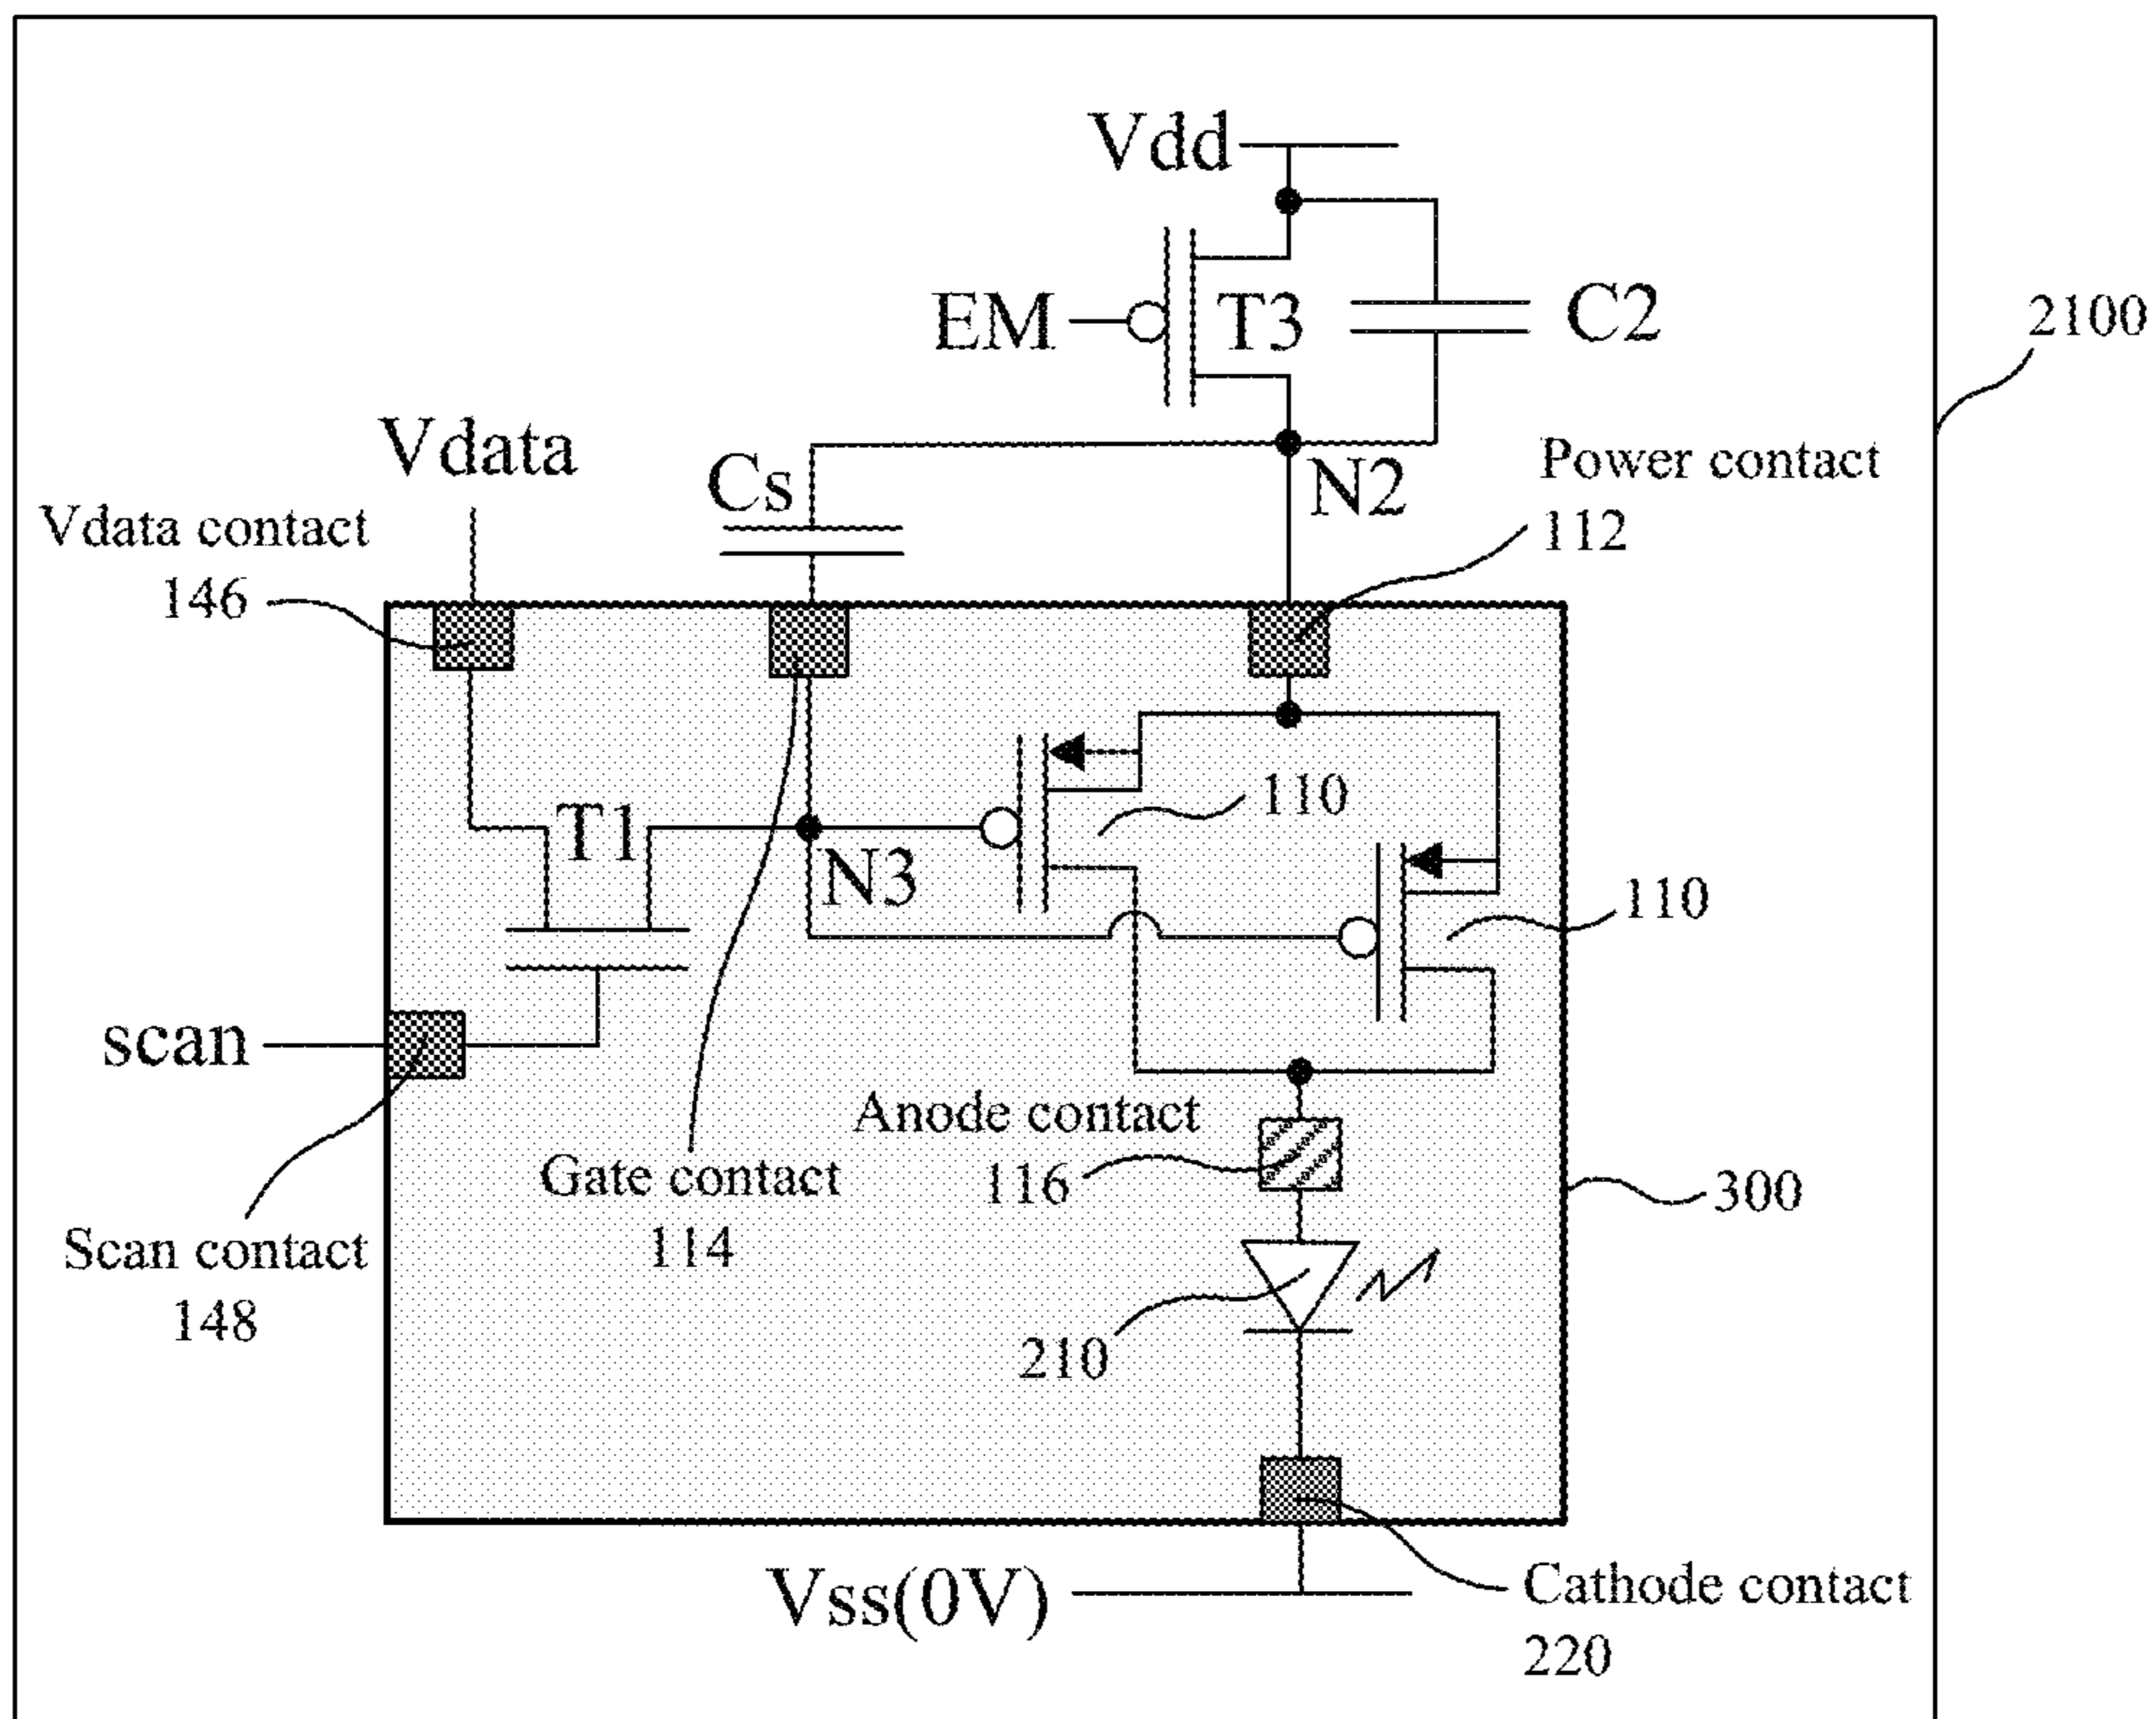 Vdd
EM
T3
C2
2100
Vdata
Cs
N2
Power contact
112
Vdata contact
146
T1
N3
110
110
scan
Anode contact
116
Gate contact
114
300
Scan contact
148
210
Vss(0V)
Cathode contact
220